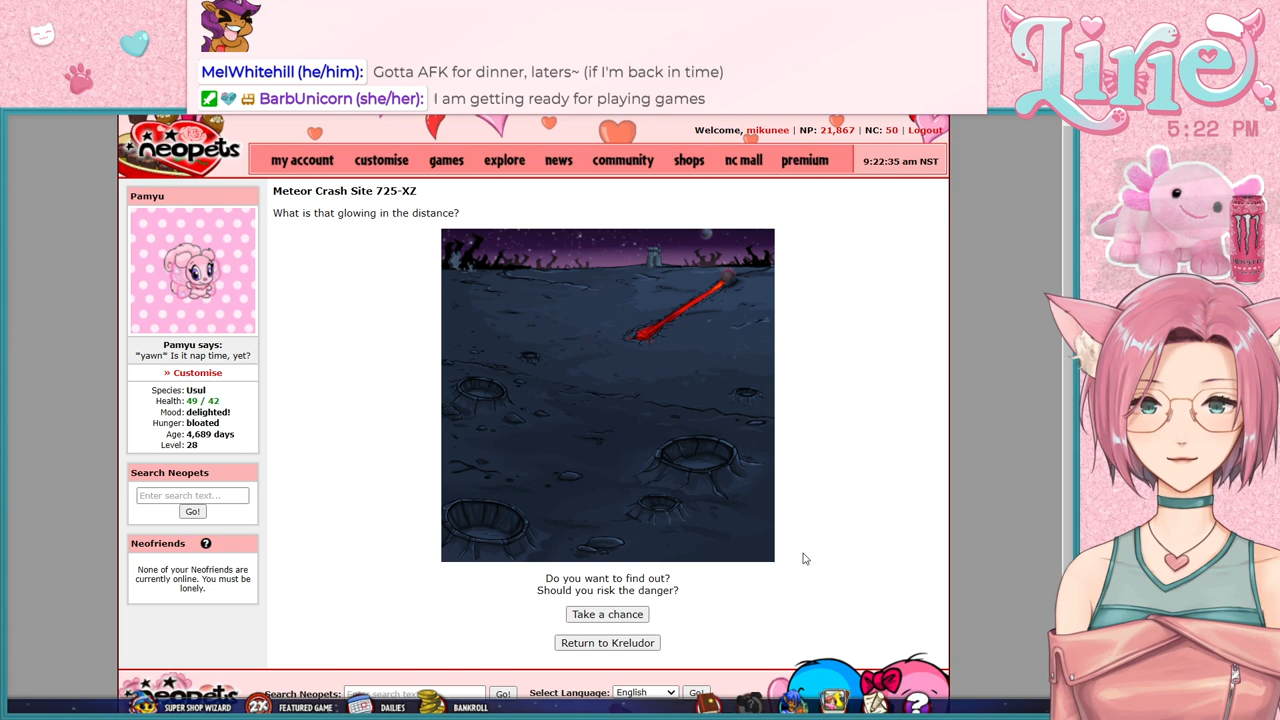 MelWhitehill (he/him): Gotta AFK for dinner, laters~ (if I'm back in time)
BarbUnicorn (she/her): I am getting ready for playing games
Lirie
5:22 PM
neopets
Welcome, mikunee | NP: 21,867 | NC: 50 | Logout
my account customise games explore news community shops nc mall premium
9:22:35 am NST
Pamyu
Pamyu says:
*yawn* Is it nap time, yet?
» Customise
Species: Usul
Health: 49 / 42
Mood: delighted!
Hunger: bloated
Age: 4,689 days
Level: 28
Search Neopets
Enter search text...
Go!
Neofriends ?
None of your Neofriends are
currently online. You must be
lonely.
Meteor Crash Site 725-XZ
What is that glowing in the distance?
Do you want to find out?
Should you risk the danger?
Take a chance
Return to Kreludor
neopets
Search Neopets: Enter search text Go! Select Language: English Go!
SUPER SHOP WIZARD 2X FEATURED GAME DAILIES BANKROLL ?